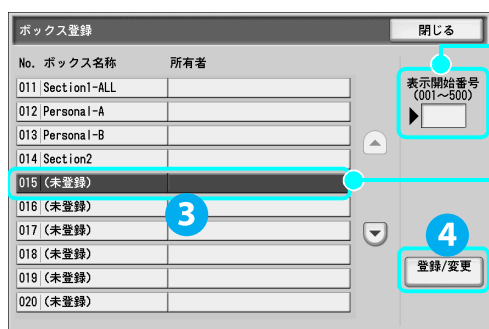 ボックス登録
閉じる
No. ボックス名称 所有者
011 Section1-ALL
012 Personal-A
013 Personal-B
014 Section2
015 (未登録)
016 (未登録)
017 (未登録)
018 (未登録)
019 (未登録)
020 (未登録)
3
表示開始番号
(001～500)
4
登録/変更